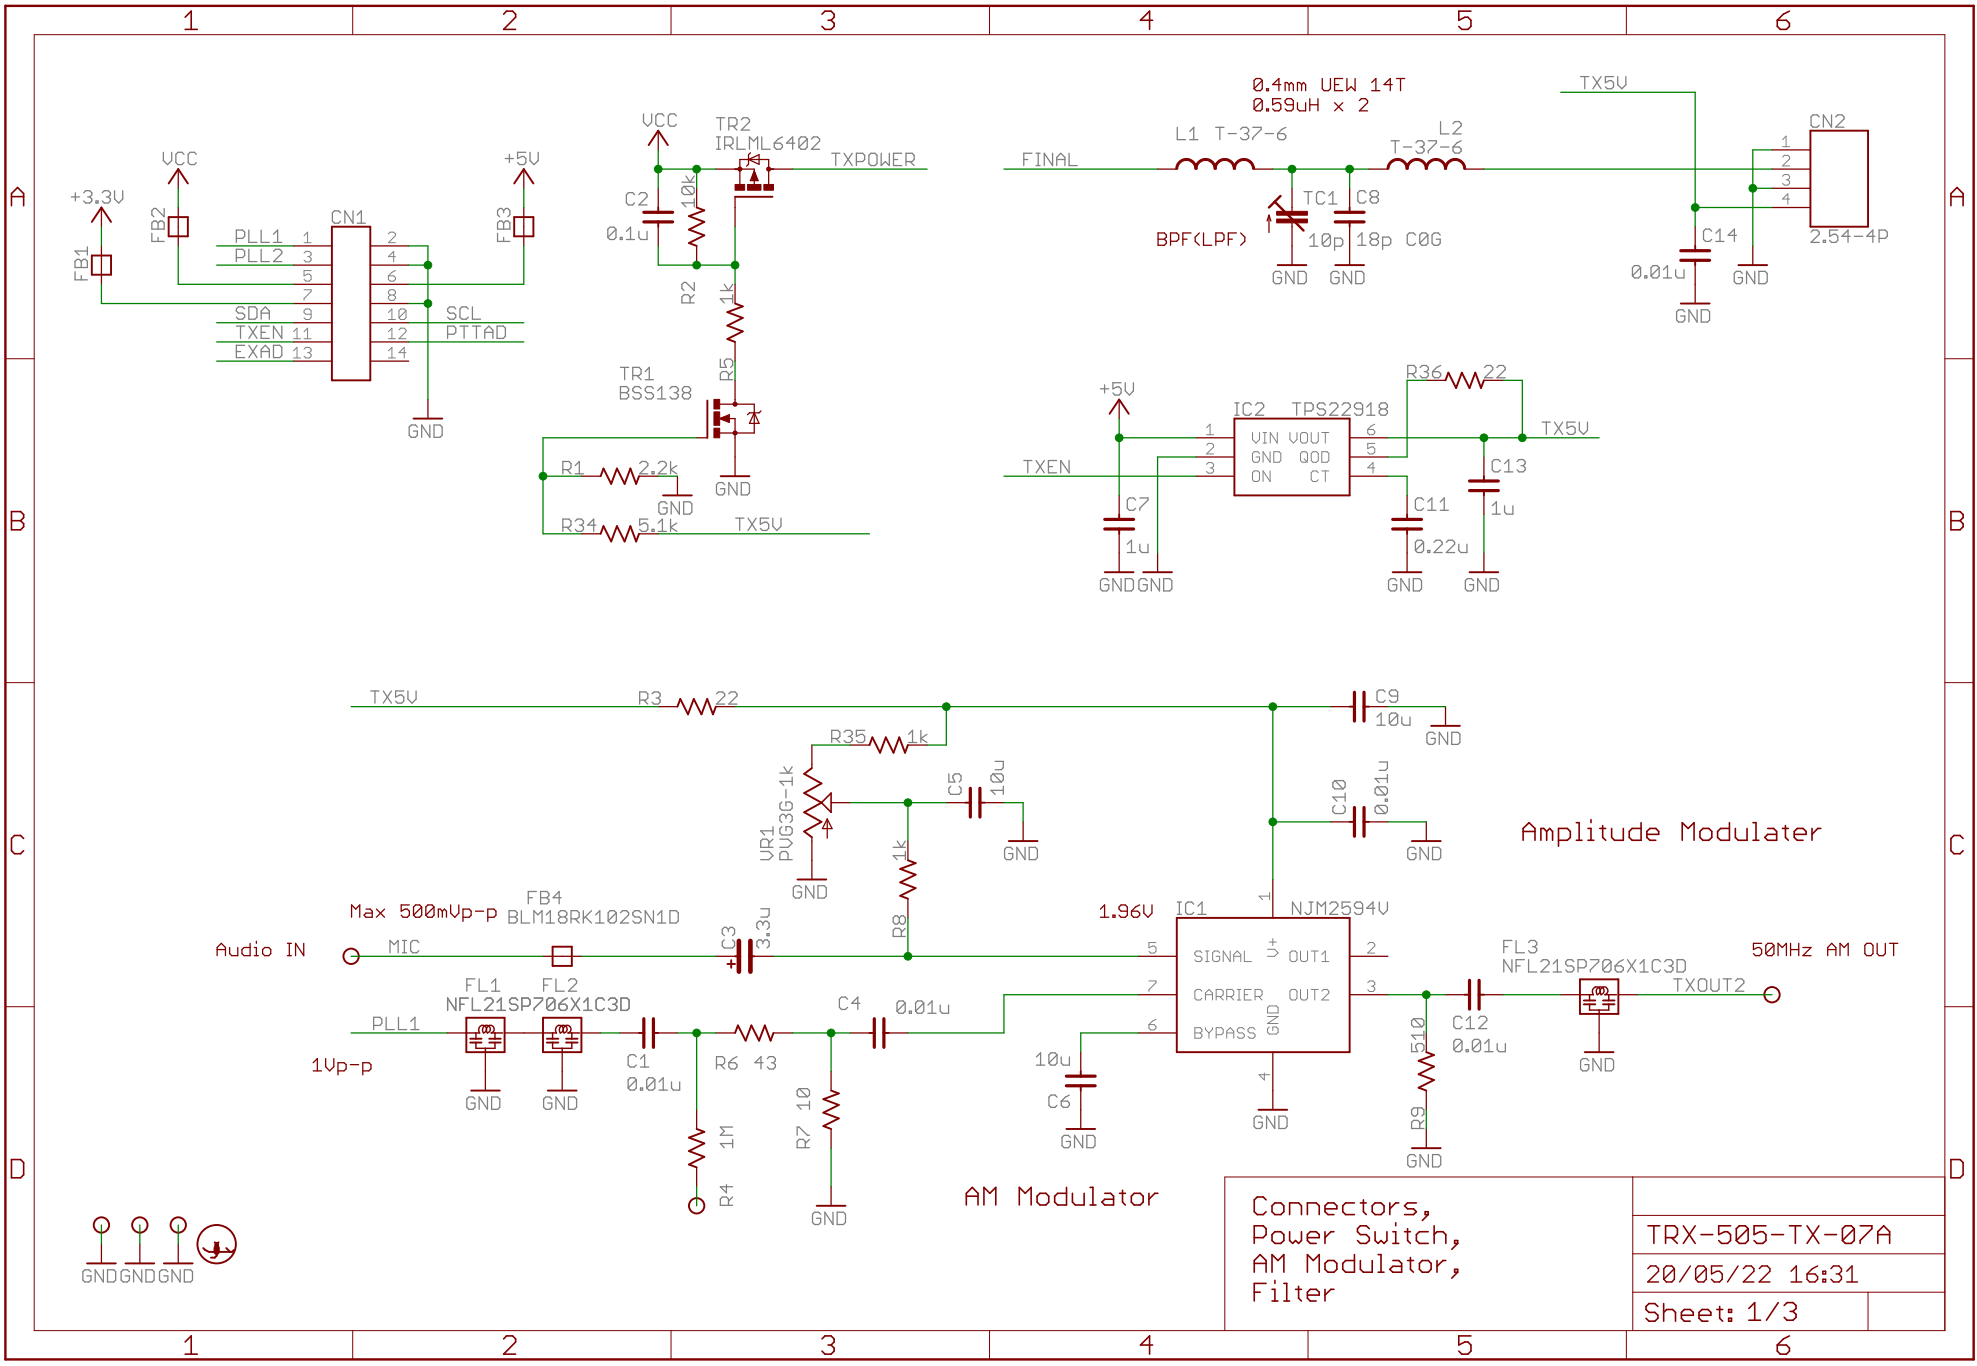 1 2 3 4 5 6
A A
B B
C C
D D
+3.3V
VCC
+5V
FB1
FB2
FB3
CN1
PLL1 1 2
PLL2 3 4
5 6
7 8
SDA 9 10 SCL
TXEN 11 12 PTTAD
EXAD 13 14
GND
VCC
TR2
IRLML6402
TXPOWER
C2
0.1u
10k
R2
1k
R5
TR1
BSS138
GND
R1 2.2k
GND
R34 5.1k TX5V
0.4mm UEW 14T
0.59uH x 2
FINAL
L1 T-37-6
L2
T-37-6
TC1 C8
10p 18p C0G
BPF(LPF)
GND GND
TX5V
CN2
1
2
3
4
2.54-4P
C14
0.01u
GND
GND
+5V
IC2 TPS22918
1 VIN VOUT 6
2 GND QOD 5
3 ON CT 4
TXEN
R36 22
TX5V
C13
1u
C7
1u
C11
0.22u
GND GND GND GND
TX5V
R3 22
C9
10u
GND
R35 1k
VR1
PVG3G-1k
GND
C5
10u
GND
1k
R8
C10
0.01u
GND
Amplitude Modulater
Max 500mVp-p
FB4
BLM18RK102SN1D
Audio IN
MIC
C3
3.3u
1.96V
IC1 NJM2594V
1
5 SIGNAL V+ OUT1 2
7 CARRIER OUT2 3
6 BYPASS GND
4
GND
FL3
NFL21SP706X1C3D
50MHz AM OUT
TXOUT2
GND
C12
0.01u
510
R9
GND
FL1 FL2
NFL21SP706X1C3D
PLL1
1Vp-p
GND GND
C1
0.01u
R6 43
C4 0.01u
1M
R4
R7 10
GND
10u
C6
GND
AM Modulator
GND GND GND
Connectors,
Power Switch,
AM Modulator,
Filter
TRX-505-TX-07A
20/05/22 16:31
Sheet: 1/3
1 2 3 4 5 6